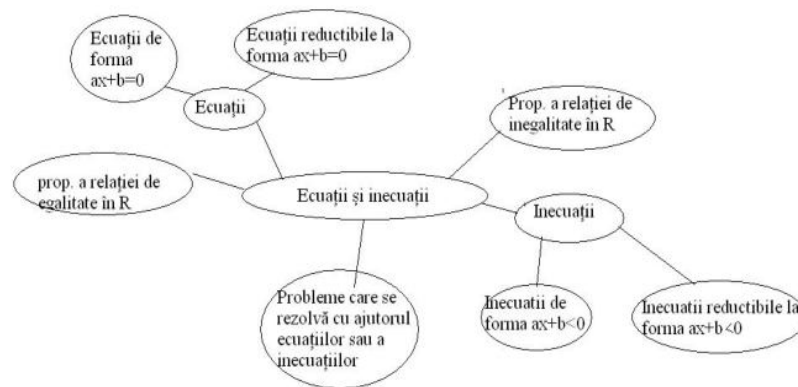 Ecuații de
forma
ax+b=0
Ecuații reductibile la
forma ax+b=0
Ecuații
Prop. a relației de
inegalitate în R
prop. a relației de
egalitate în R
Ecuații și inecuații
Inecuații
Probleme care se
rezolvă cu ajutorul
ecuațiilor sau a
inecuațiilor
Inecuatii de
forma ax+b<0
Inecuatii reductibile la
forma ax+b<0